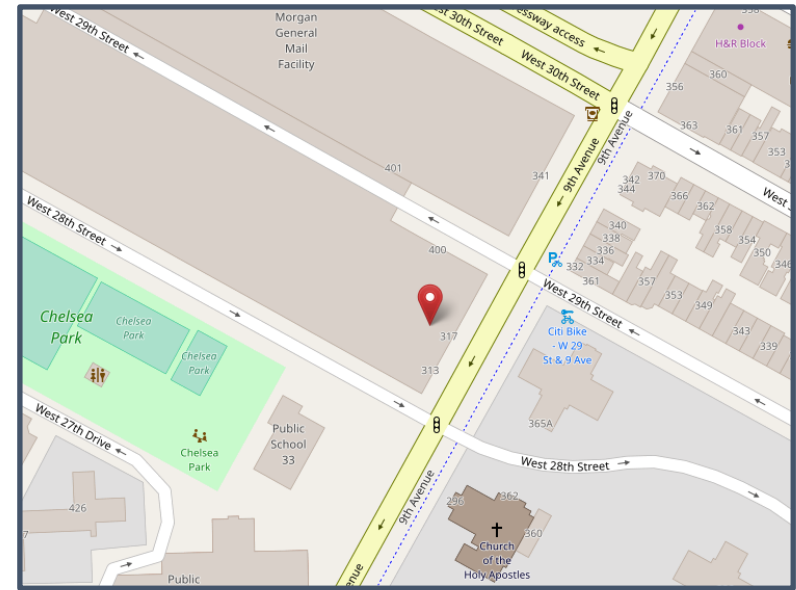 West 29th Street
Morgan
General
Mail
Facility
West 30th Street
essway access
H&R Block
West 30th Street
360
356
363
361
357
353
9th Avenue
9th Avenue
401
341
342
344
370
366
362
358
354
350
346
West
340
338
336
334
332
361
357
353
349
343
339
400
West 28th Street
West 29th Street
Citi Bike
- W 29
St & 9 Ave
317
313
Chelsea
Park
Chelsea
Park
Chelsea
Park
365A
Public
School
33
West 27th Drive
Chelsea
Park
West 28th Street
9th Avenue
426
7
298
362
360
Church
of the
Holy Apostles
Public
enue